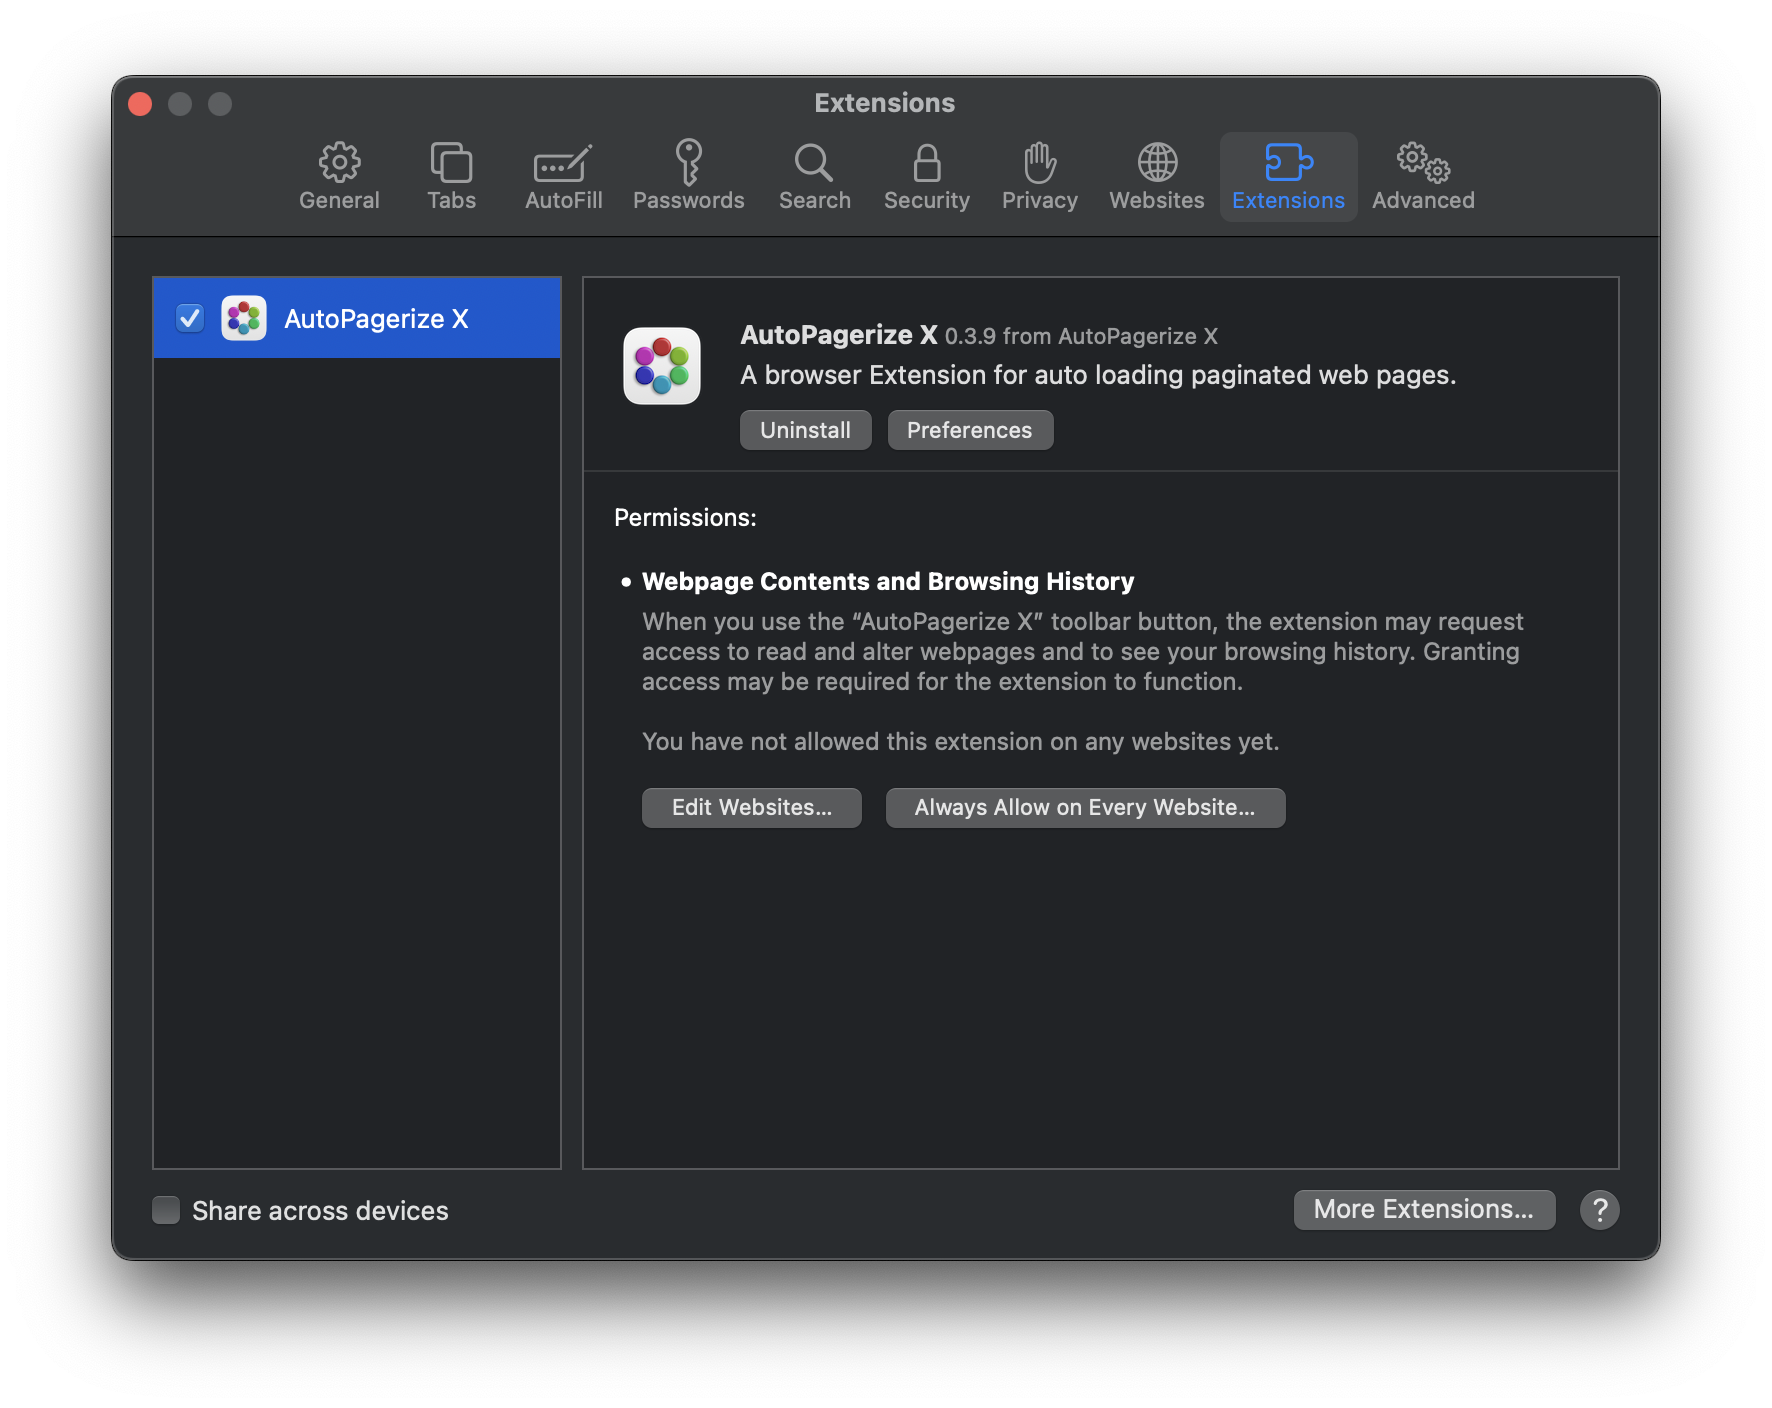 Extensions
General
Tabs
AutoFill
Passwords
Search
Security
Privacy
Websites
Extensions
Advanced
AutoPagerize X
AutoPagerize X 0.3.9 from AutoPagerize X
A browser Extension for auto loading paginated web pages.
Uninstall
Preferences
Permissions:
• Webpage Contents and Browsing History
When you use the “AutoPagerize X” toolbar button, the extension may request
access to read and alter webpages and to see your browsing history. Granting
access may be required for the extension to function.
You have not allowed this extension on any websites yet.
Edit Websites...
Always Allow on Every Website...
Share across devices
More Extensions...
?